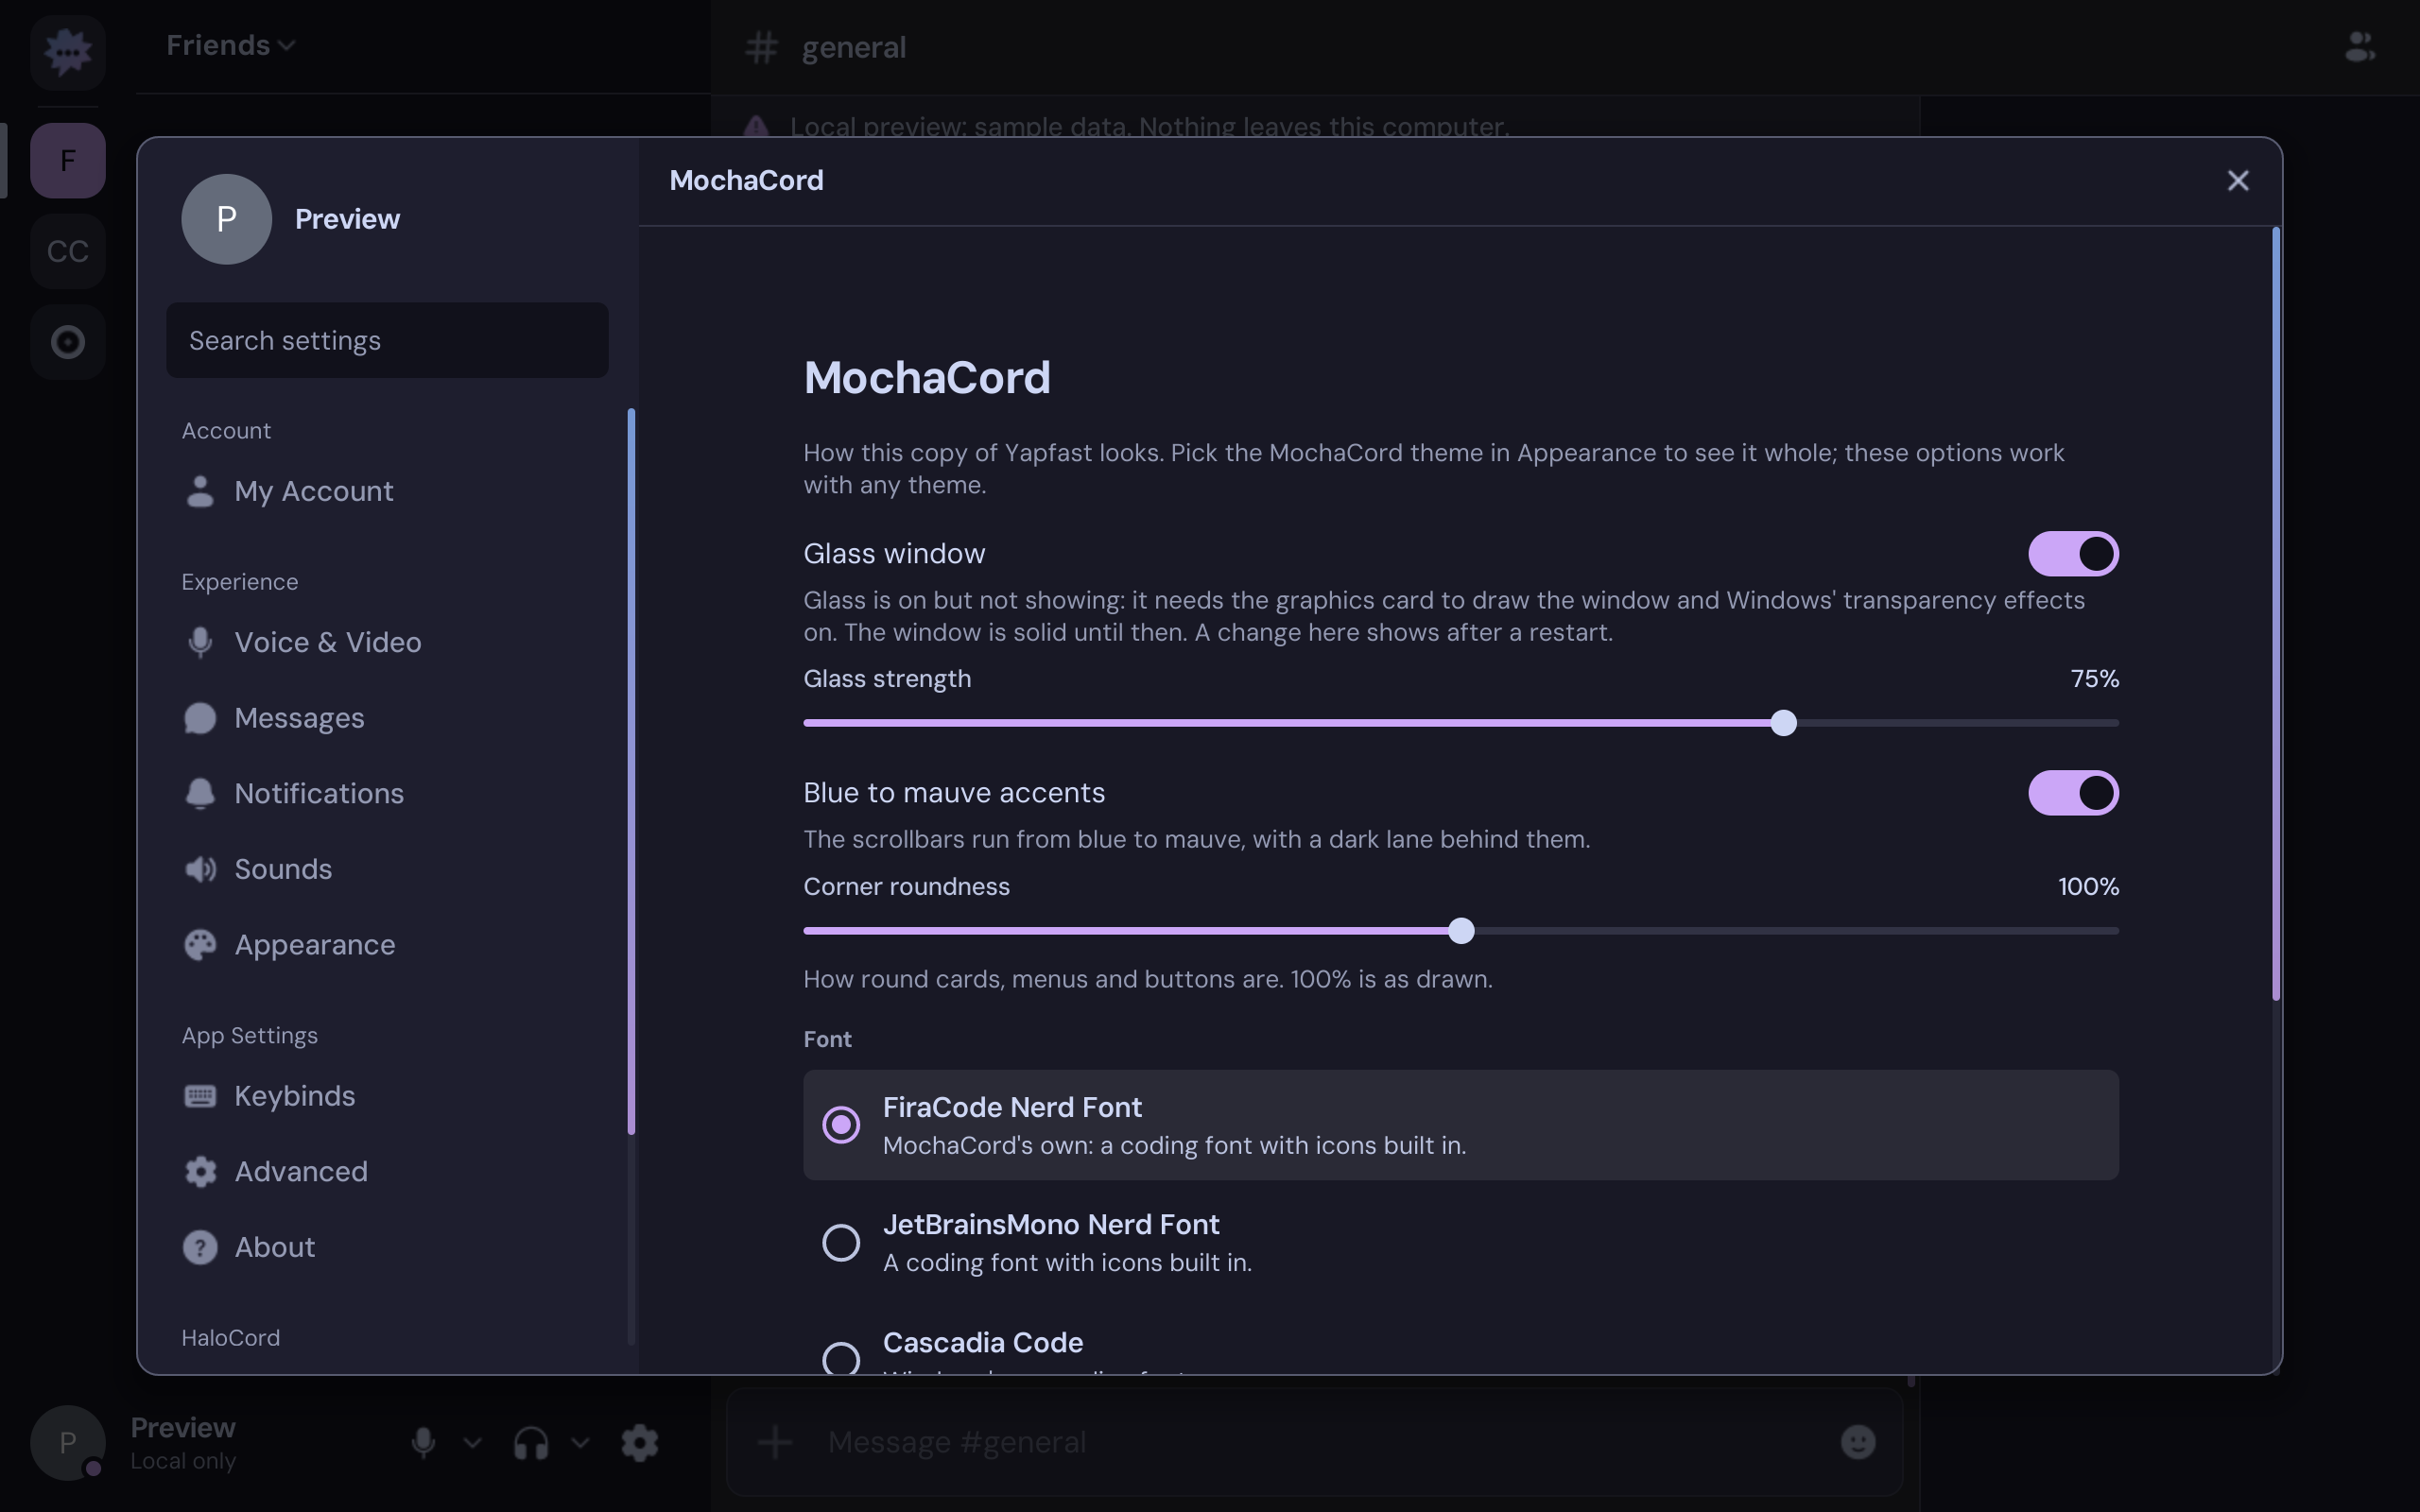 Friends
# general
Local preview: sample data. Nothing leaves this computer.
F
CC
P
Preview
Search settings
Account
My Account
Experience
Voice & Video
Messages
Notifications
Sounds
Appearance
App Settings
Keybinds
Advanced
About
HaloCord
MochaCord
MochaCord
How this copy of Yapfast looks. Pick the MochaCord theme in Appearance to see it whole; these options work
with any theme.
Glass window
Glass is on but not showing: it needs the graphics card to draw the window and Windows' transparency effects
on. The window is solid until then. A change here shows after a restart.
Glass strength
75%
Blue to mauve accents
The scrollbars run from blue to mauve, with a dark lane behind them.
Corner roundness
100%
How round cards, menus and buttons are. 100% is as drawn.
Font
FiraCode Nerd Font
MochaCord's own: a coding font with icons built in.
JetBrainsMono Nerd Font
A coding font with icons built in.
Cascadia Code
P
Preview
Local only
Message #general